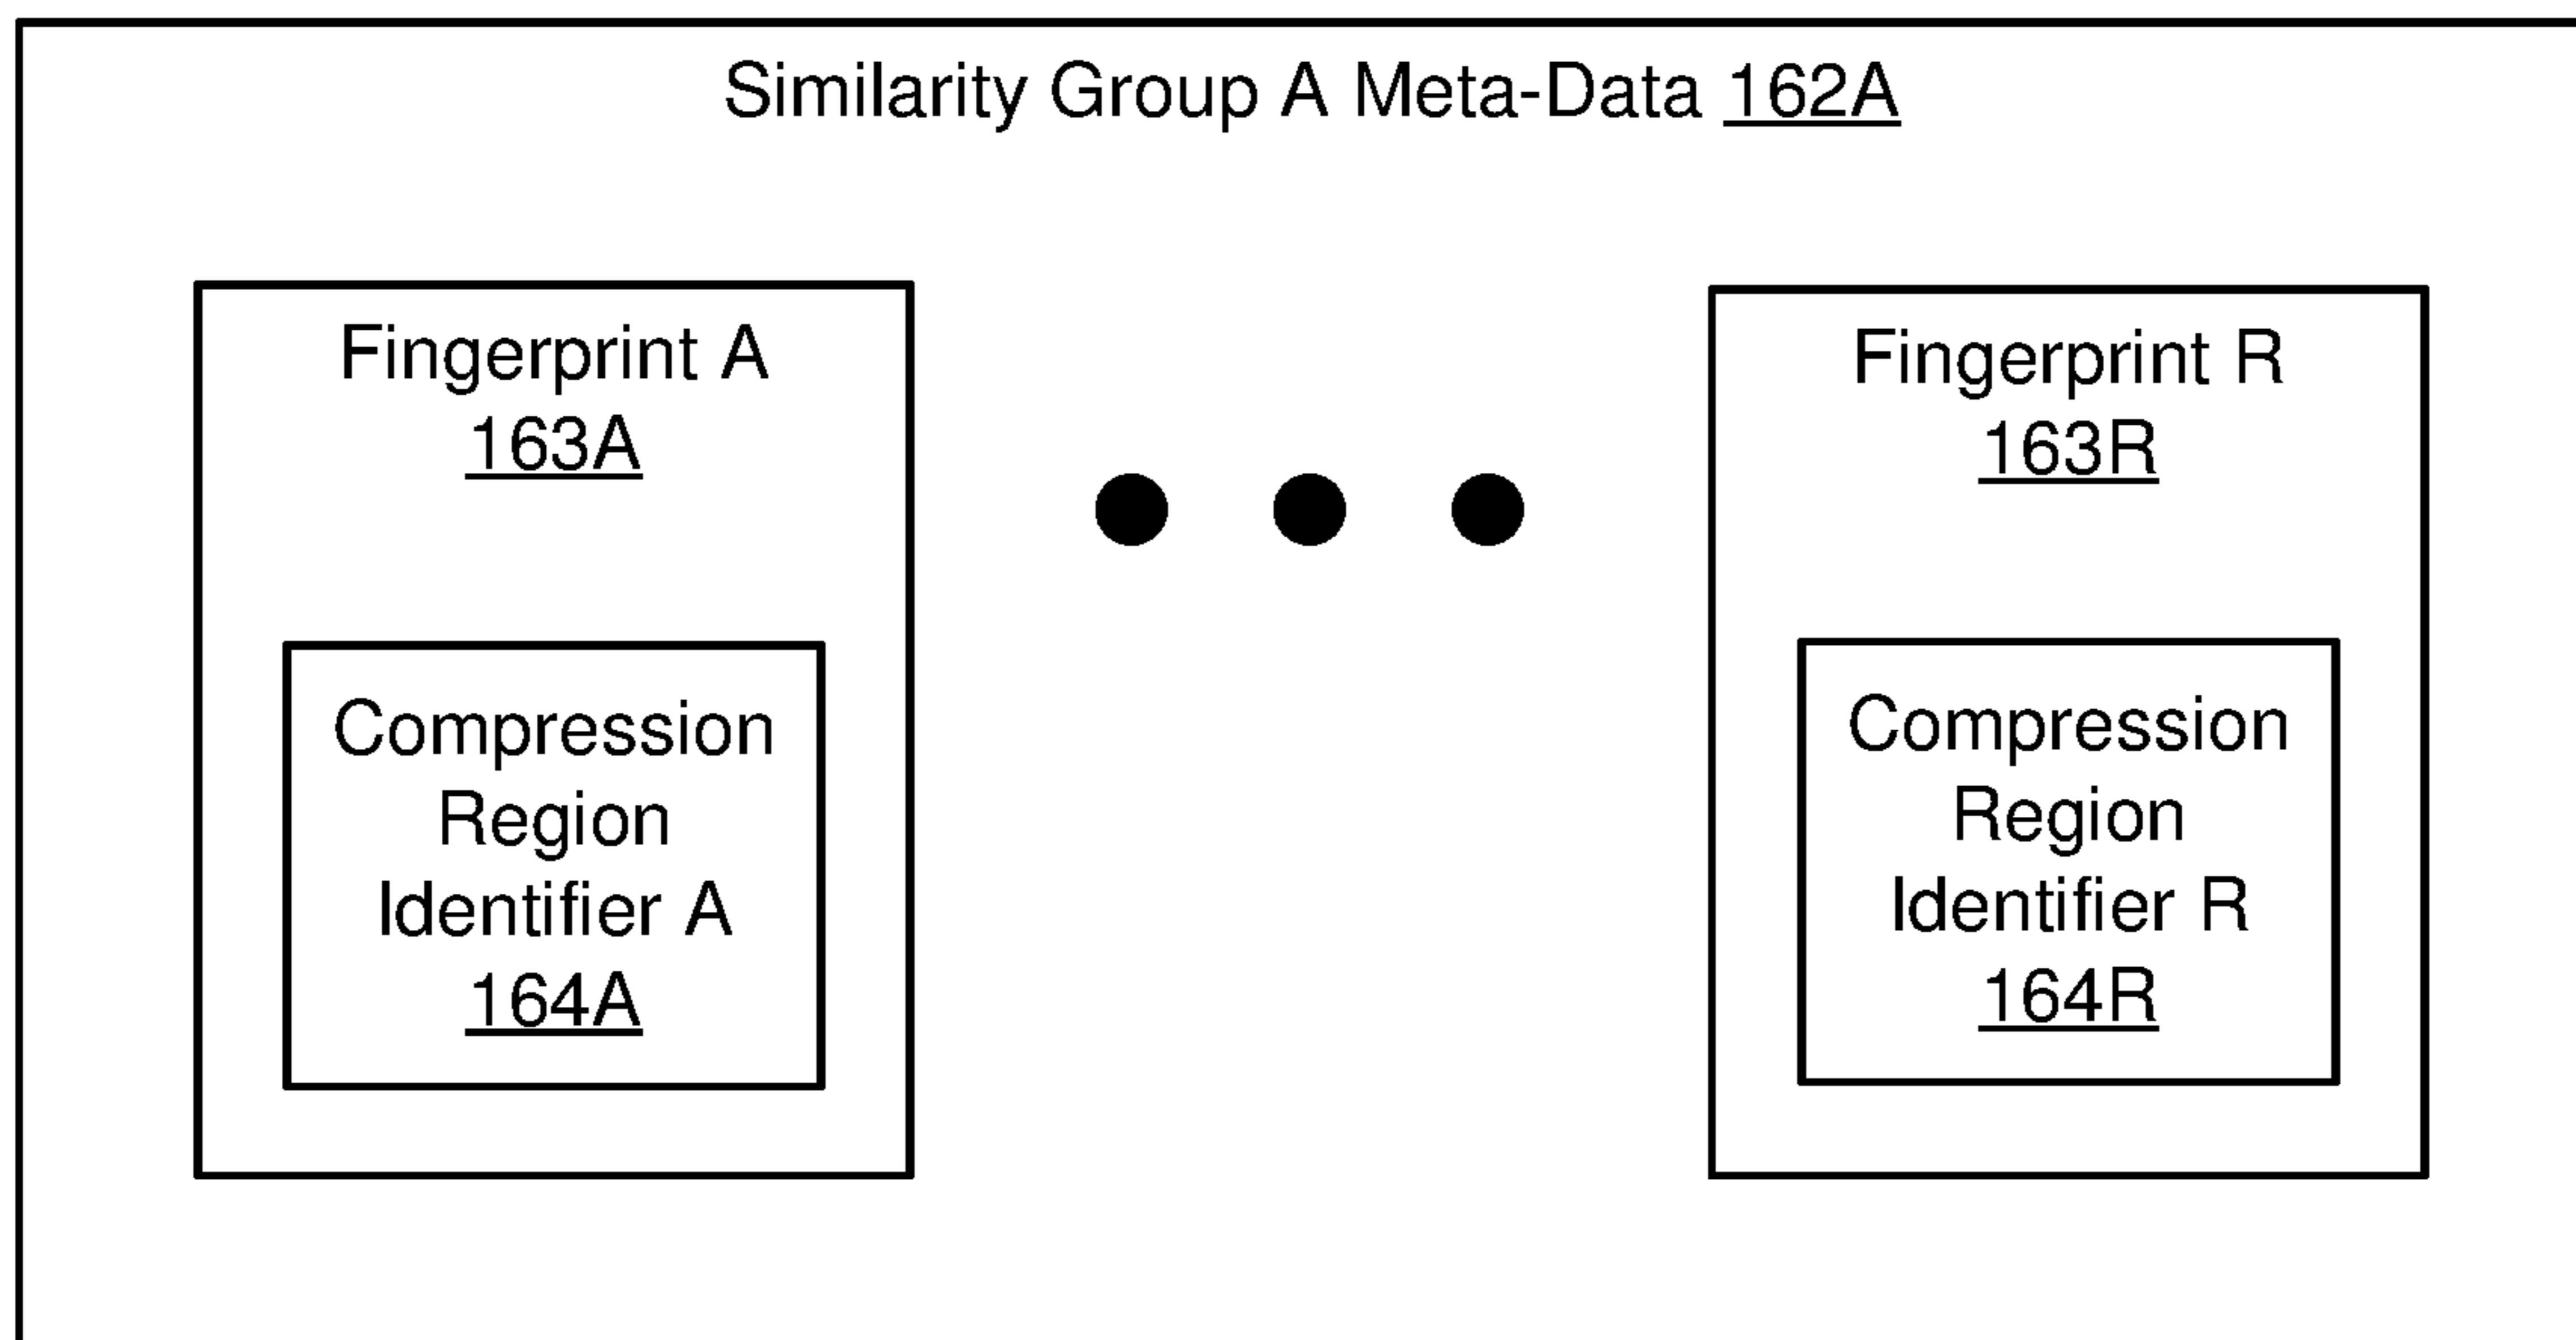 Similarity Group A Meta-Data 162A
Fingerprint A
163A
Compression
Region
Identifier A
164A
Fingerprint R
163R
Compression
Region
Identifier R
164R